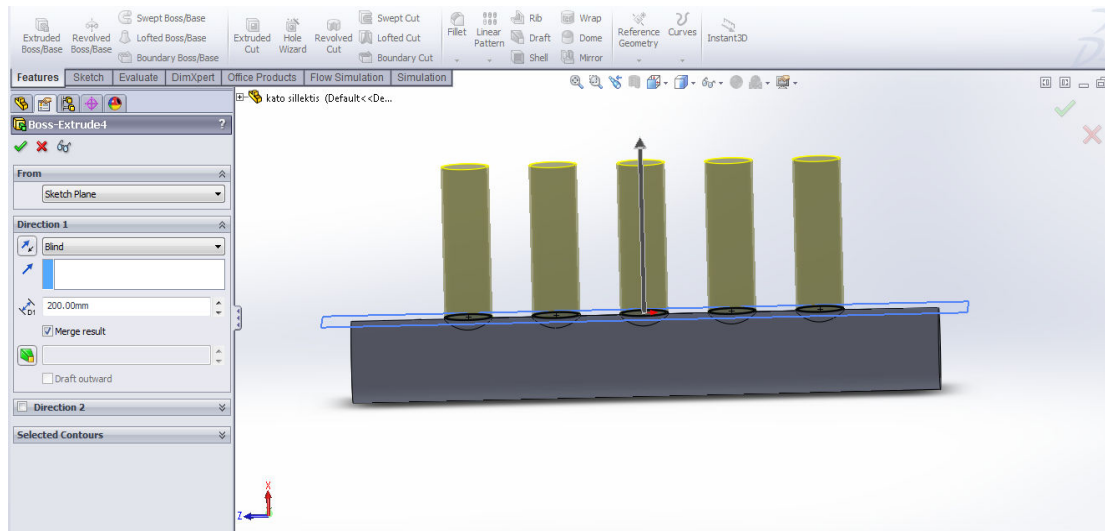 Extruded Boss/Base
Revolved Boss/Base
Swept Boss/Base
Lofted Boss/Base
Boundary Boss/Base
Extruded Cut
Hole Wizard
Revolved Cut
Swept Cut
Lofted Cut
Boundary Cut
Fillet
Linear Pattern
Rib
Draft
Shell
Wrap
Dome
Mirror
Reference Geometry
Curves
Instant3D
Features
Sketch
Evaluate
DimXpert
Office Products
Flow Simulation
Simulation
kato sillektis (Default<<De...
Boss-Extrude4
?
From
Sketch Plane
Direction 1
Blind
D1
200.00mm
Merge result
Draft outward
Direction 2
Selected Contours
X
Z